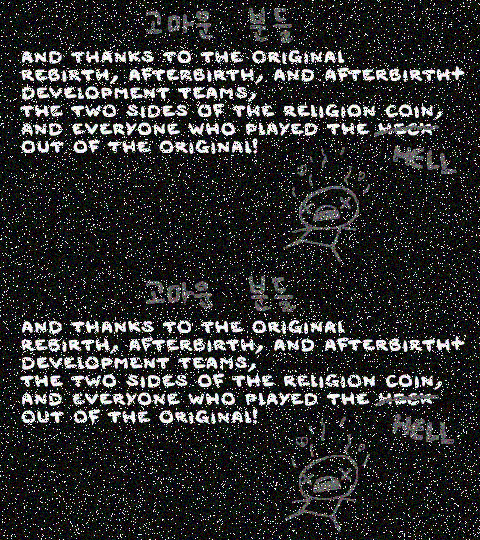 고마운 분들
AND THANKS TO THE ORIGINAL
REBIRTH, AFTERBIRTH, AND AFTERBIRTH+
DEVELOPMENT TEAMS,
THE TWO SIDES OF THE RELIGION COIN,
AND EVERYONE WHO PLAYED THE HECK
HELL
OUT OF THE ORIGINAL!
고마운 분들
AND THANKS TO THE ORIGINAL
REBIRTH, AFTERBIRTH, AND AFTERBIRTH+
DEVELOPMENT TEAMS,
THE TWO SIDES OF THE RELIGION COIN,
AND EVERYONE WHO PLAYED THE HECK
HELL
OUT OF THE ORIGINAL!